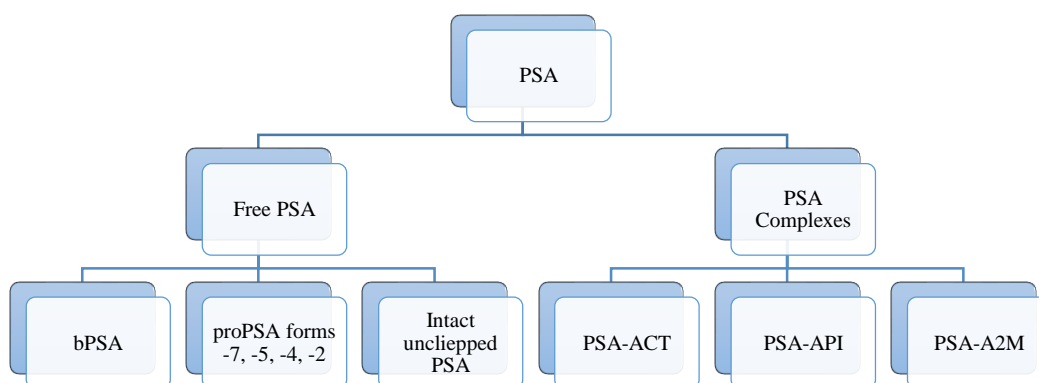 PSA
Free PSA
PSA
Complexes
bPSA
proPSA forms
-7, -5, -4, -2
Intact
uncliepped
PSA
PSA-ACT
PSA-API
PSA-A2M